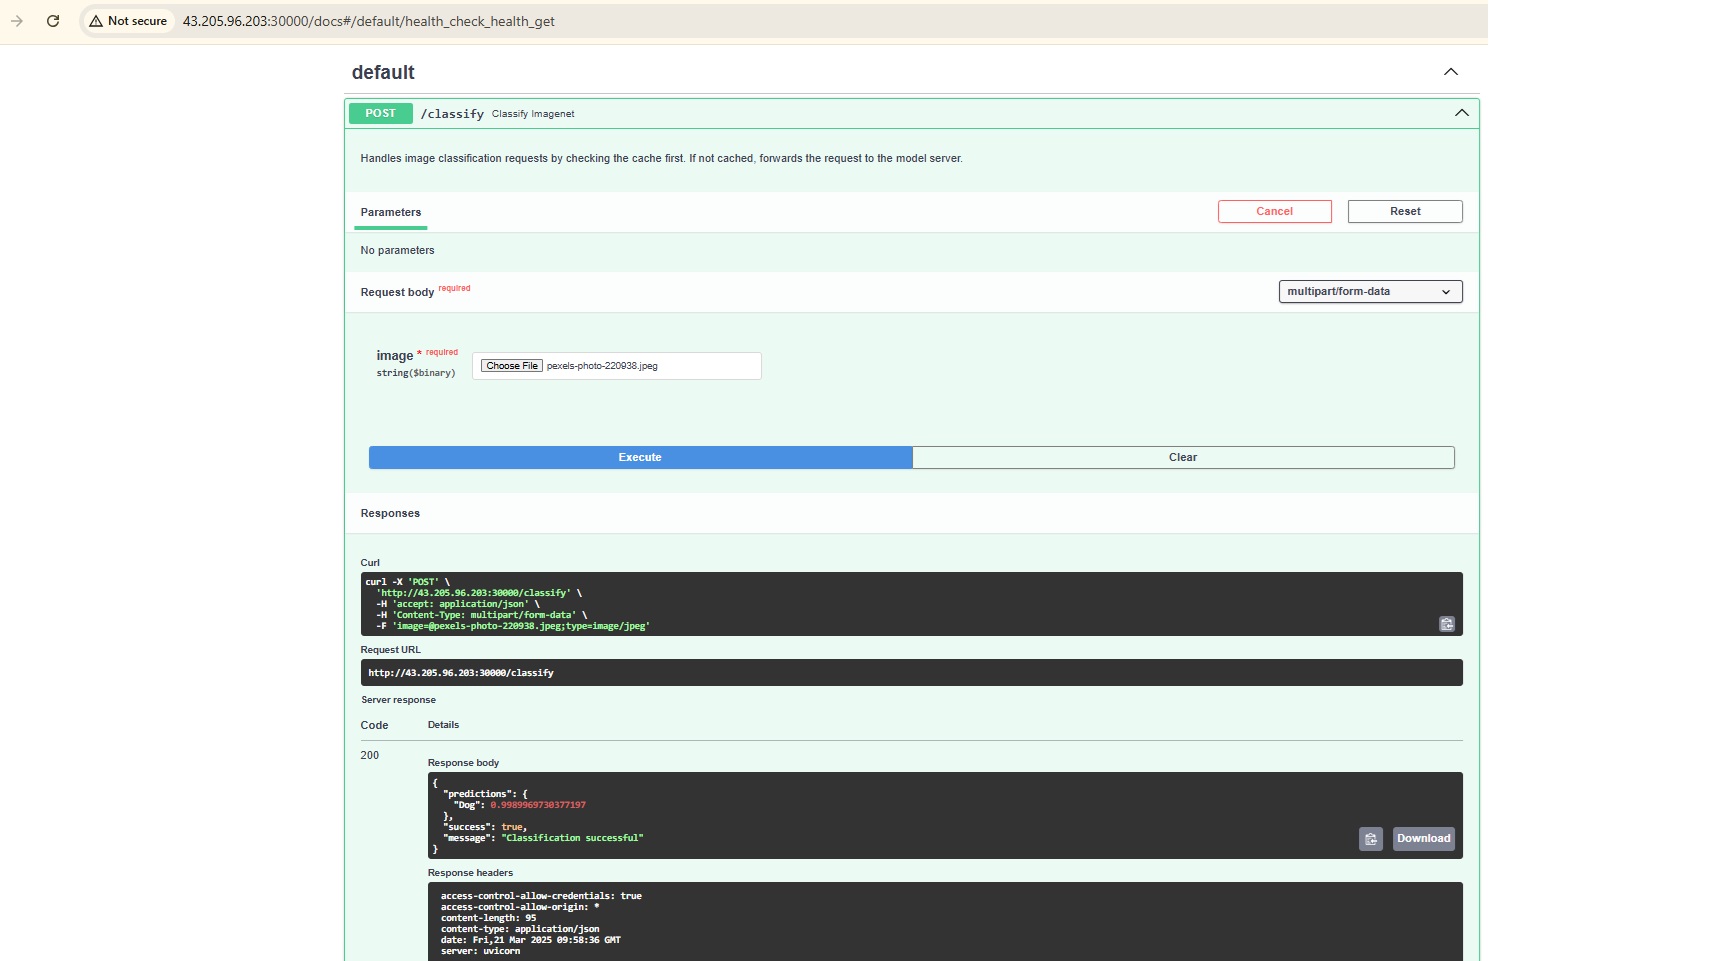 Not secure 43.205.96.203:30000/docs#/default/health_check_health_get
default
POST /classify Classify Imagenet
Handles image classification requests by checking the cache first. If not cached, forwards the request to the model server.
Parameters Cancel Reset
No parameters
Request body required multipart/form-data
image * required
string($binary) Choose File pexels-photo-220938.jpeg
Execute Clear
Responses
Curl
curl -X 'POST' \
'http://43.205.96.203:30000/classify' \
-H 'accept: application/json' \
-H 'Content-Type: multipart/form-data' \
-F 'image=@pexels-photo-220938.jpeg;type=image/jpeg'
Request URL
http://43.205.96.203:30000/classify
Server response
Code Details
200
Response body
{
"predictions": {
"Dog": 0.9989969730377197
},
"success": true,
"message": "Classification successful"
}
Download
Response headers
access-control-allow-credentials: true
access-control-allow-origin: *
content-length: 95
content-type: application/json
date: Fri,21 Mar 2025 09:58:36 GMT
server: uvicorn